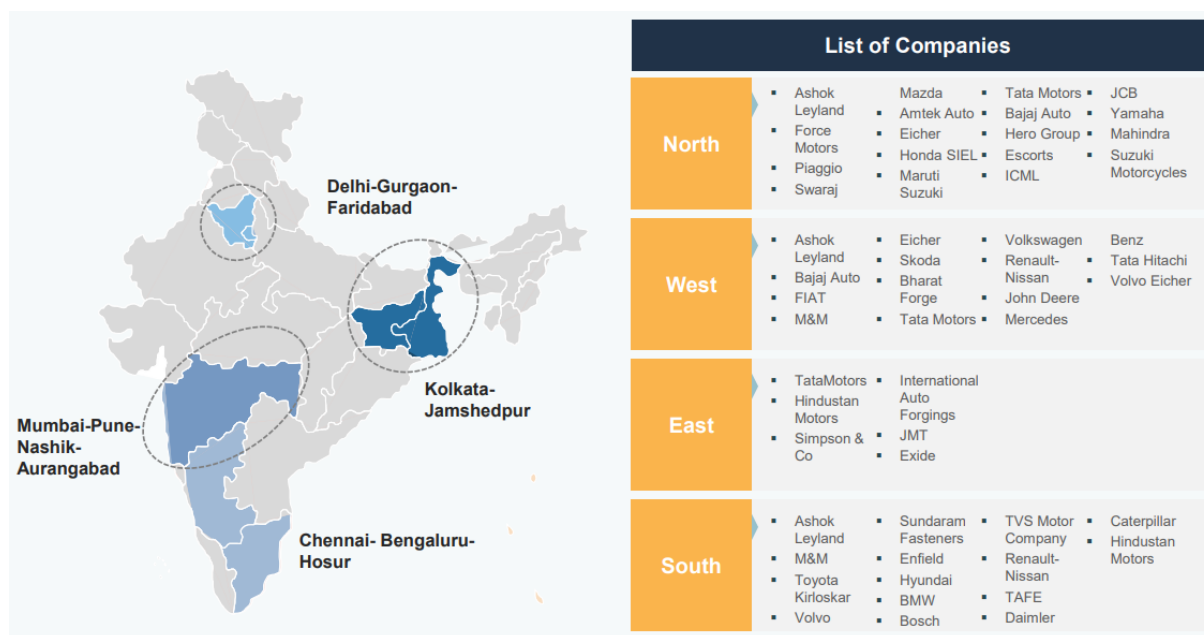 List of Companies
Delhi-Gurgaon-
Faridabad
Kolkata-
Jamshedpur
Mumbai-Pune-
Nashik-
Aurangabad
Chennai- Bengaluru-
Hosur
North
▪ Ashok
Leyland
▪ Force
Motors
▪ Piaggio
▪ Swaraj
Mazda
▪ Amtek Auto
▪ Eicher
▪ Honda SIEL
▪ Maruti
Suzuki
▪ Tata Motors
▪ Bajaj Auto
▪ Hero Group
▪ Escorts
▪ ICML
▪ JCB
▪ Yamaha
▪ Mahindra
▪ Suzuki
Motorcycles
West
▪ Ashok
Leyland
▪ Bajaj Auto
▪ FIAT
▪ M&M
▪ Eicher
▪ Skoda
▪ Bharat
Forge
▪ Tata Motors
▪ Volkswagen
▪ Renault-
Nissan
▪ John Deere
▪ Mercedes
Benz
▪ Tata Hitachi
▪ Volvo Eicher
East
▪ TataMotors
▪ Hindustan
Motors
▪ Simpson &
Co
▪ International
Auto
Forgings
▪ JMT
▪ Exide
South
▪ Ashok
Leyland
▪ M&M
▪ Toyota
Kirloskar
▪ Volvo
▪ Sundaram
Fasteners
▪ Enfield
▪ Hyundai
▪ BMW
▪ Bosch
▪ TVS Motor
Company
▪ Renault-
Nissan
▪ TAFE
▪ Daimler
▪ Caterpillar
▪ Hindustan
Motors